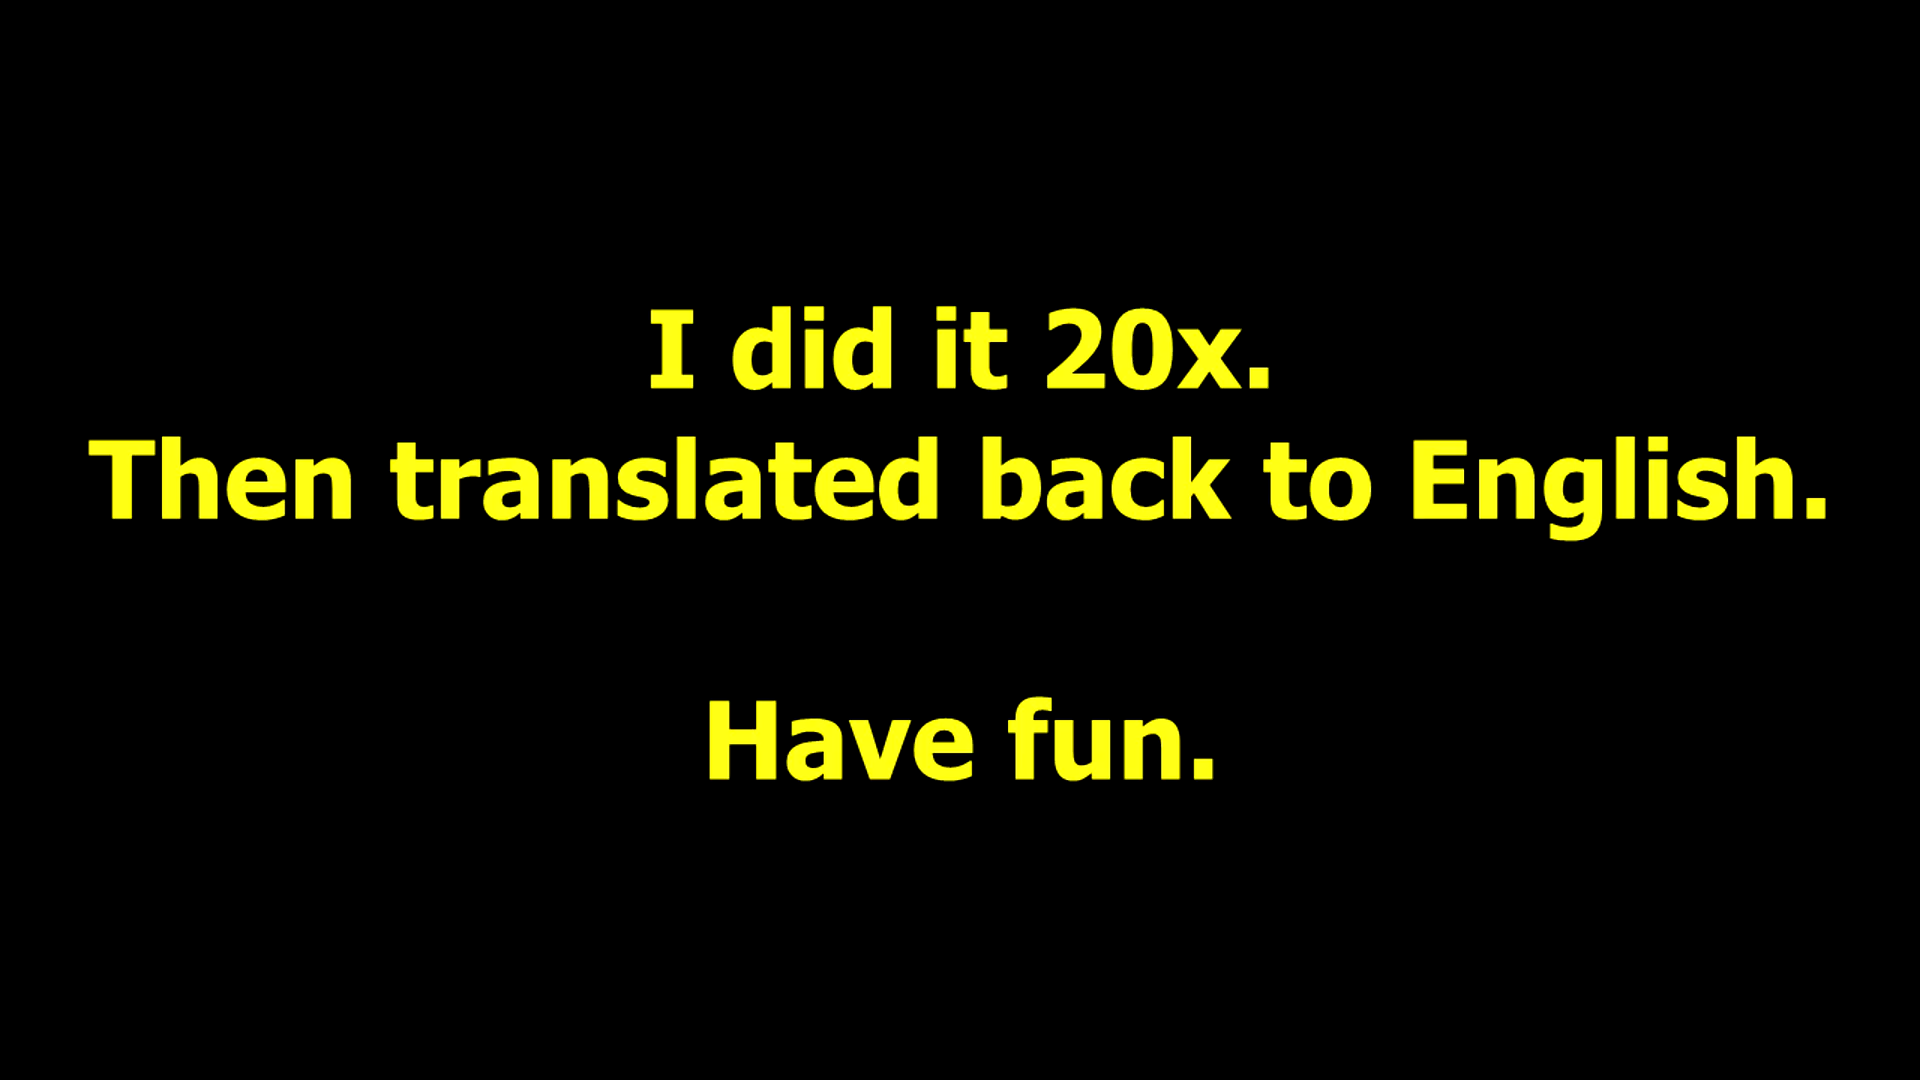 I did it 20x.
Then translated back to English.
Have fun.